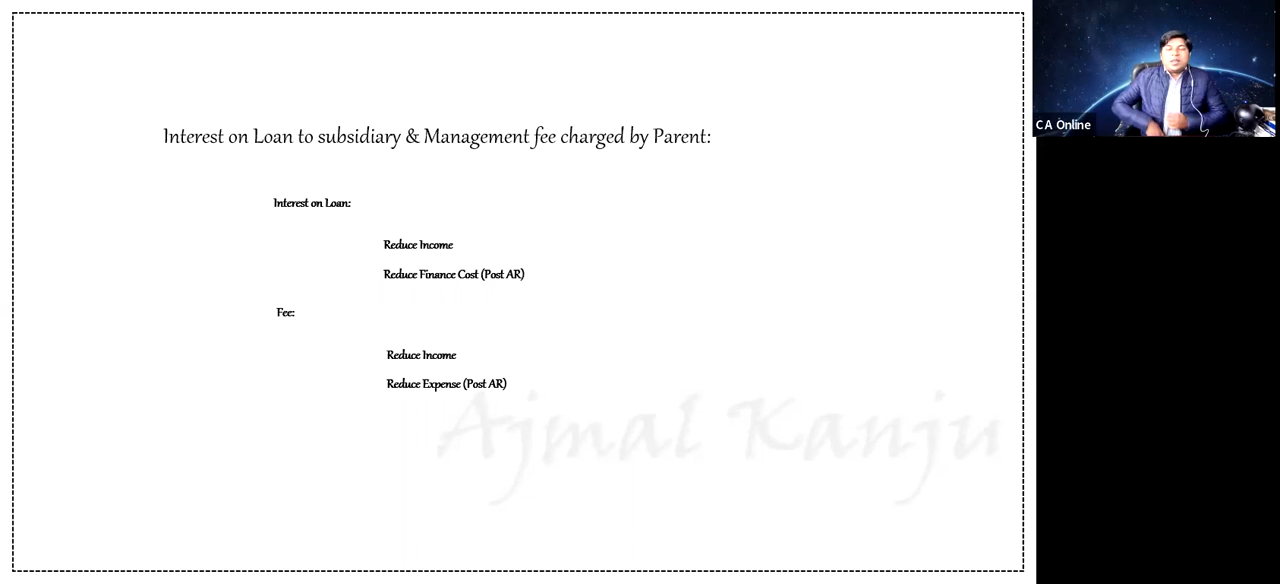 Interest on Loan to subsidiary & Management fee charged by Parent:
Interest on Loan:
Reduce Income
Reduce Finance Cost (Post AR)
Fee:
Reduce Income
Reduce Expense (Post AR)
Ajmal Kanju
C A Online